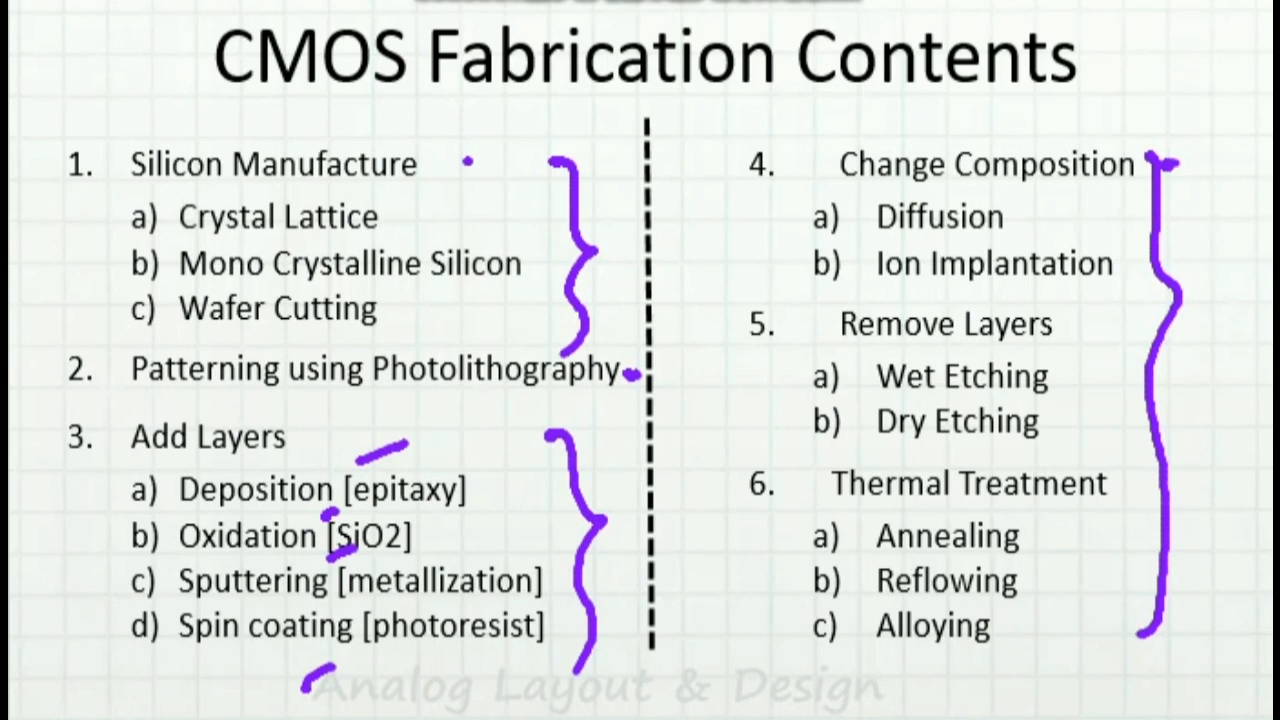 CMOS Fabrication Contents
1. Silicon Manufacture
a) Crystal Lattice
b) Mono Crystalline Silicon
c) Wafer Cutting
2. Patterning using Photolithography
3. Add Layers
a) Deposition [epitaxy]
b) Oxidation [SiO2]
c) Sputtering [metallization]
d) Spin coating [photoresist]
4. Change Composition
a) Diffusion
b) Ion Implantation
5. Remove Layers
a) Wet Etching
b) Dry Etching
6. Thermal Treatment
a) Annealing
b) Reflowing
c) Alloying
Analog Layout & Design